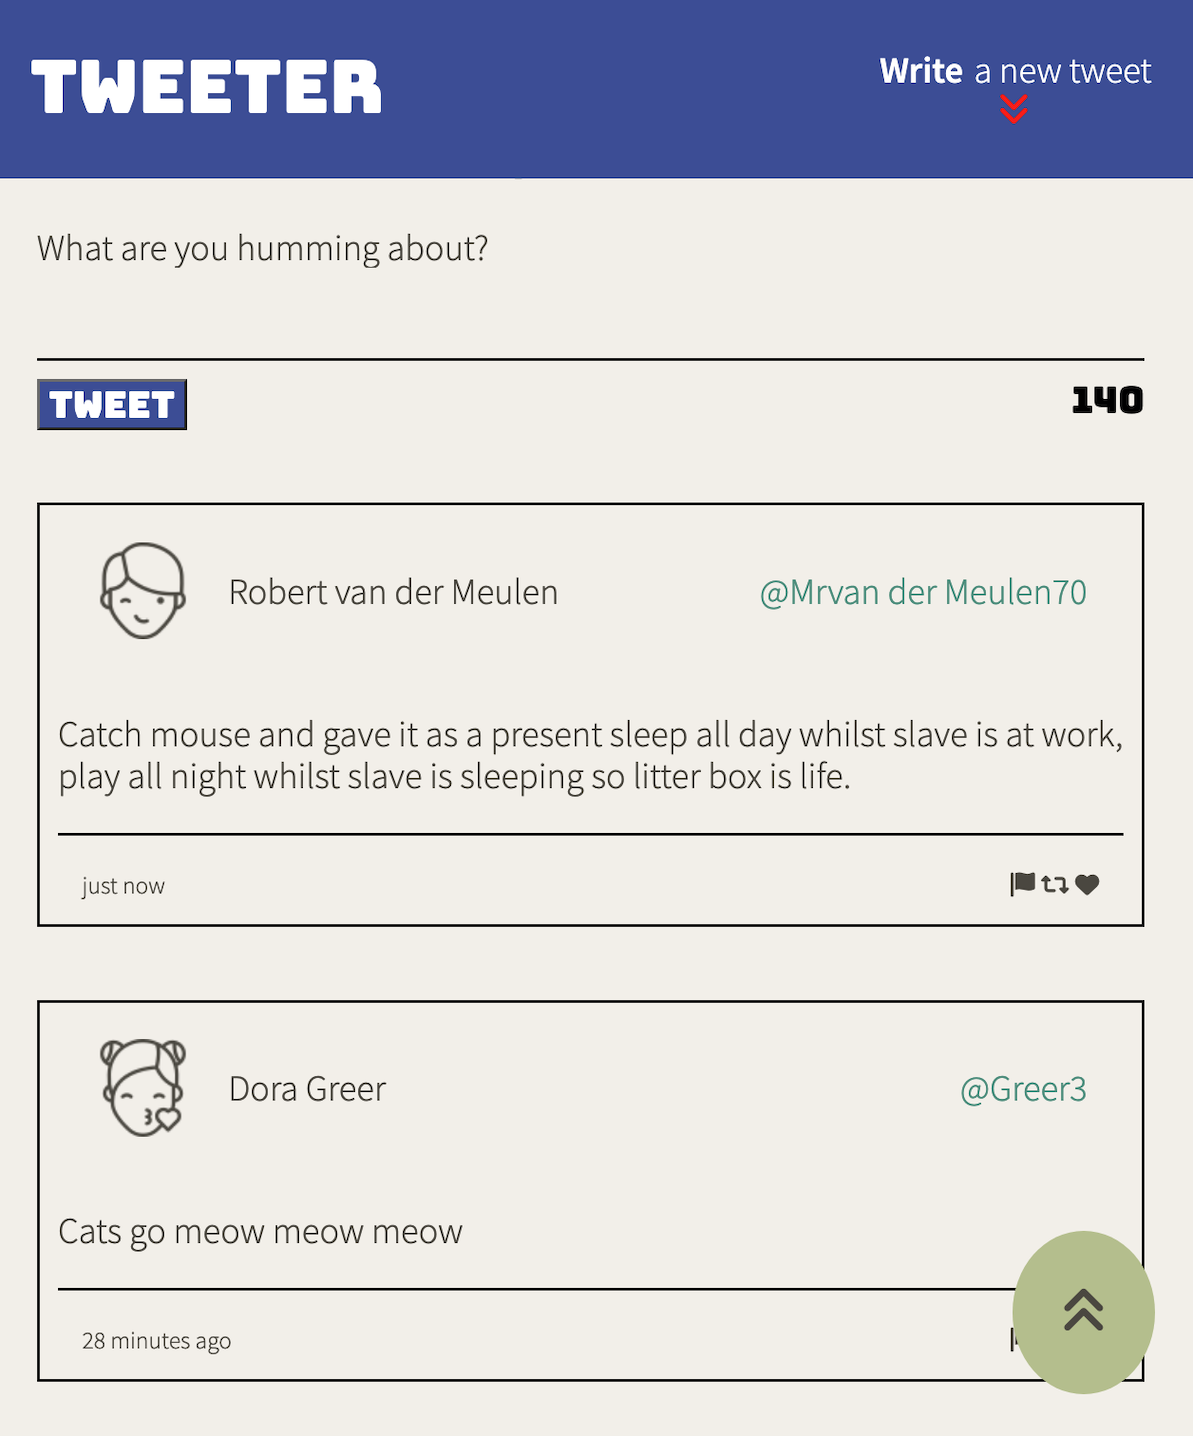 TWEETER
Write a new tweet
What are you humming about?
TWEET
140
Robert van der Meulen
@Mrvan der Meulen70
Catch mouse and gave it as a present sleep all day whilst slave is at work,
play all night whilst slave is sleeping so litter box is life.
just now
Dora Greer
@Greer3
Cats go meow meow meow
28 minutes ago